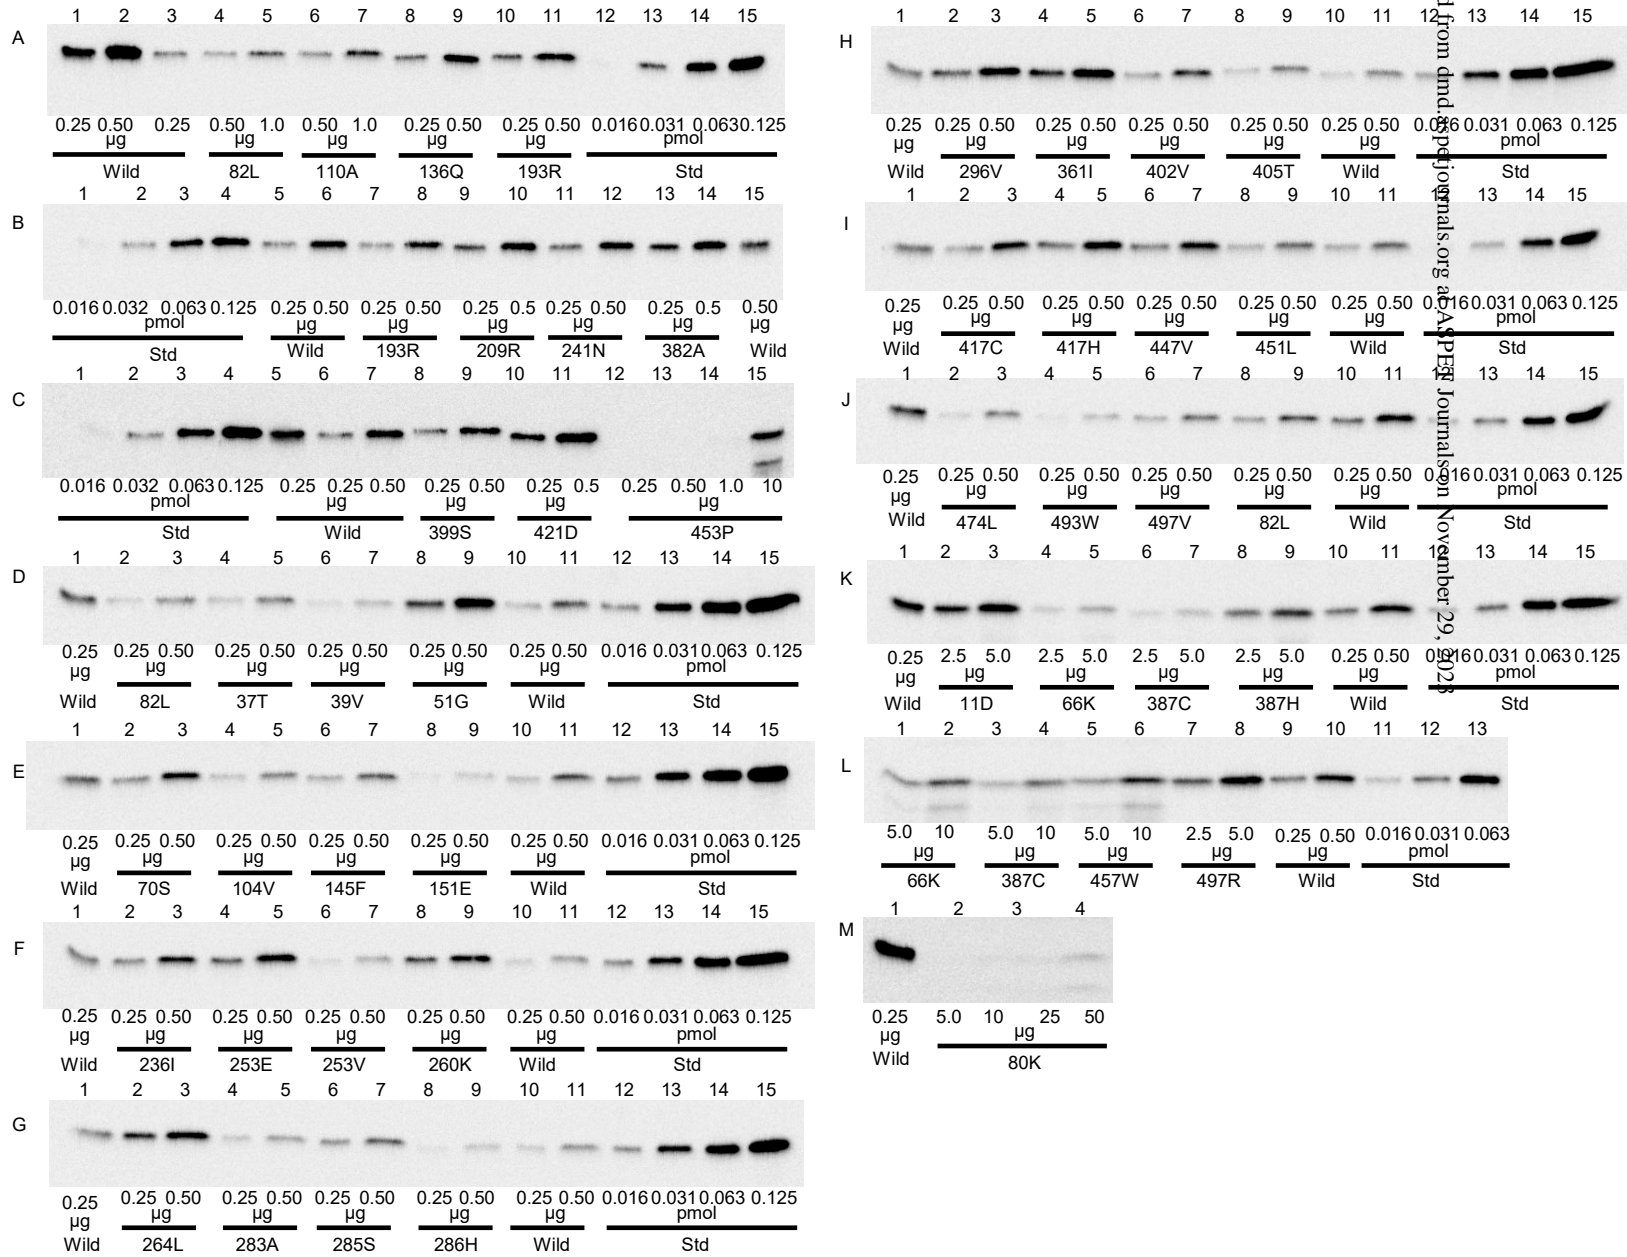 1 2 3 4 5 6 7 8 9 10 11 12 13 14 15
A
0.25 0.50 0.25 0.50 1.0 0.50 1.0 0.25 0.50 0.25 0.50 0.016 0.031 0.063 0.125
µg µg µg µg µg pmol
Wild 82L 110A 136Q 193R Std
1 2 3 4 5 6 7 8 9 10 11 12 13 14 15
B
0.016 0.032 0.063 0.125 0.25 0.50 0.25 0.50 0.25 0.5 0.25 0.50 0.25 0.5 0.50
pmol µg µg µg µg µg µg
Std Wild 193R 209R 241N 382A Wild
1 2 3 4 5 6 7 8 9 10 11 12 13 14 15
C
0.016 0.032 0.063 0.125 0.25 0.25 0.50 0.25 0.50 0.25 0.5 0.25 0.50 1.0 10
pmol µg µg µg µg
Std Wild 399S 421D 453P
1 2 3 4 5 6 7 8 9 10 11 12 13 14 15
D
0.25 0.25 0.50 0.25 0.50 0.25 0.50 0.25 0.50 0.25 0.50 0.016 0.031 0.063 0.125
µg µg µg µg µg µg pmol
Wild 82L 37T 39V 51G Wild Std
1 2 3 4 5 6 7 8 9 10 11 12 13 14 15
E
0.25 0.25 0.50 0.25 0.50 0.25 0.50 0.25 0.50 0.25 0.50 0.016 0.031 0.063 0.125
µg µg µg µg µg µg pmol
Wild 70S 104V 145F 151E Wild Std
1 2 3 4 5 6 7 8 9 10 11 12 13 14 15
F
0.25 0.25 0.50 0.25 0.50 0.25 0.50 0.25 0.50 0.25 0.50 0.016 0.031 0.063 0.125
µg µg µg µg µg µg pmol
Wild 236I 253E 253V 260K Wild Std
1 2 3 4 5 6 7 8 9 10 11 12 13 14 15
G
0.25 0.25 0.50 0.25 0.50 0.25 0.50 0.25 0.50 0.25 0.50 0.016 0.031 0.063 0.125
µg µg µg µg µg µg pmol
Wild 264L 283A 285S 286H Wild Std
1 2 3 4 5 6 7 8 9 10 11 12 13 14 15
H
0.25 0.25 0.50 0.25 0.50 0.25 0.50 0.25 0.50 0.25 0.50 0.016 0.031 0.063 0.125
µg µg µg µg µg µg pmol
Wild 296V 361I 402V 405T Wild Std
1 2 3 4 5 6 7 8 9 10 11 12 13 14 15
I
0.25 0.25 0.50 0.25 0.50 0.25 0.50 0.25 0.50 0.25 0.50 0.016 0.031 0.063 0.125
µg µg µg µg µg µg pmol
Wild 417C 417H 447V 451L Wild Std
1 2 3 4 5 6 7 8 9 10 11 12 13 14 15
J
0.25 0.25 0.50 0.25 0.50 0.25 0.50 0.25 0.50 0.25 0.50 0.016 0.031 0.063 0.125
µg µg µg µg µg µg pmol
Wild 474L 493W 497V 82L Wild Std
1 2 3 4 5 6 7 8 9 10 11 12 13 14 15
K
0.25 2.5 5.0 2.5 5.0 2.5 5.0 2.5 5.0 0.25 0.50 0.016 0.031 0.063 0.125
µg µg µg µg µg µg pmol
Wild 11D 66K 387C 387H Wild Std
1 2 3 4 5 6 7 8 9 10 11 12 13
L
5.0 10 5.0 10 5.0 10 2.5 5.0 0.25 0.50 0.016 0.031 0.063
µg µg µg µg µg pmol
66K 387C 457W 497R Wild Std
1 2 3 4
M
0.25 5.0 10 25 50
µg µg
Wild 80K
d from dmd.aspetjournals.org at ASPET Journals on November 29, 2023